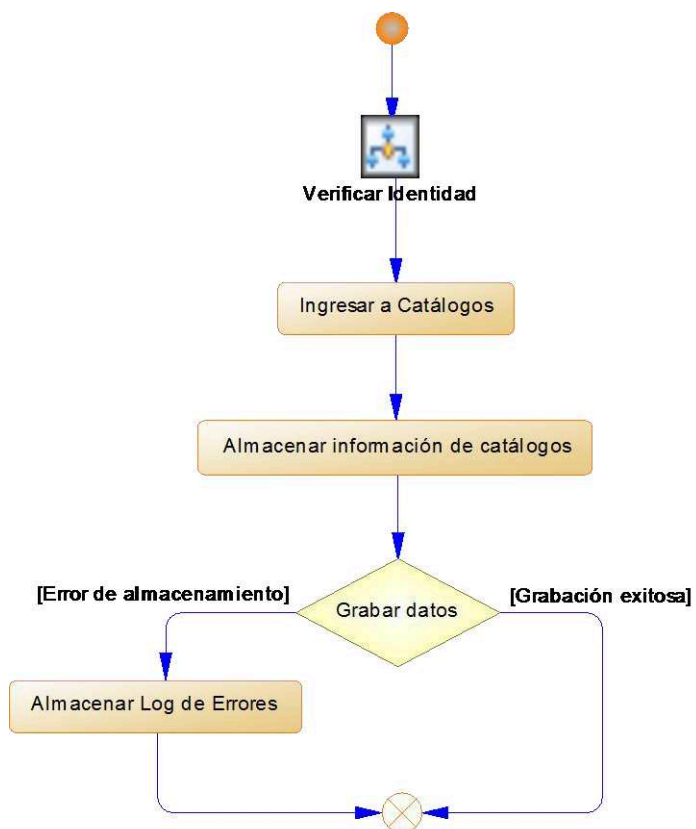 Verificar Identidad
Ingresar a Catálogos
Almacenar información de catálogos
[Error de almacenamiento]
Grabar datos
[Grabación exitosa]
Almacenar Log de Errores